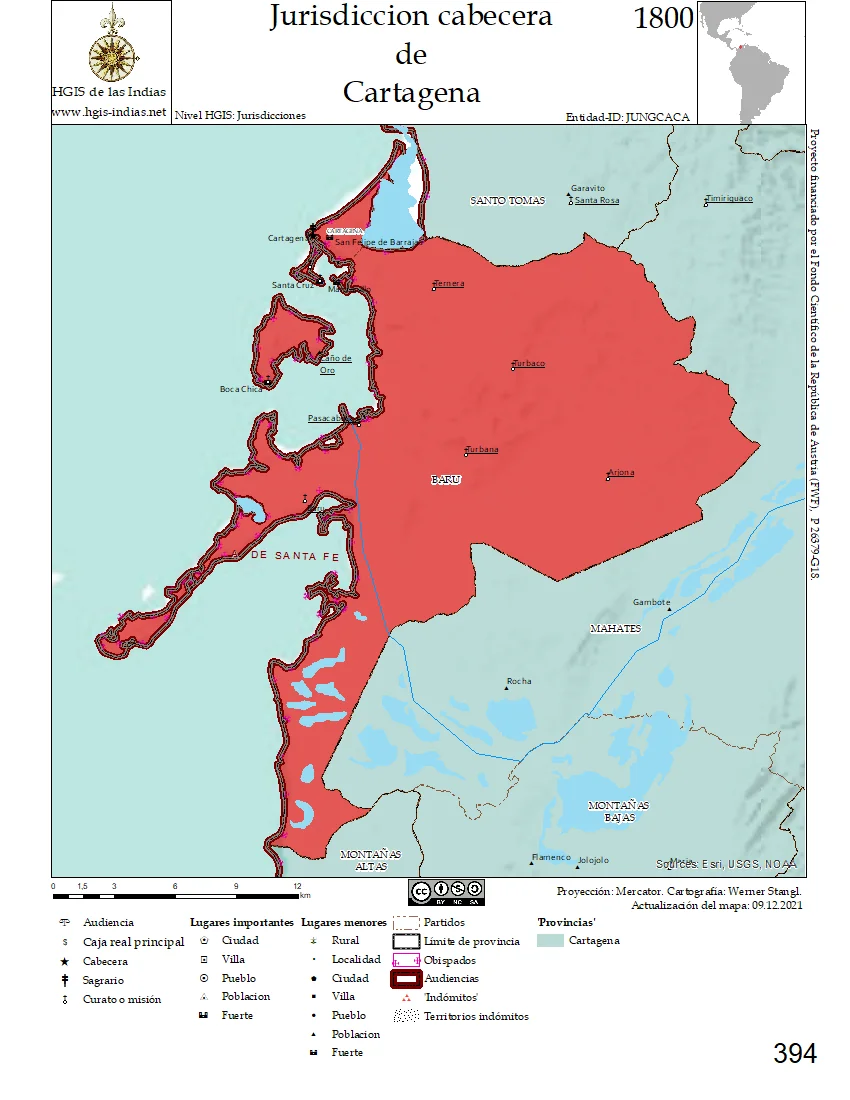 Jurisdiccion cabecera
de
Cartagena
1800
HGIS de las Indias
www.hgis-indias.net
Nivel HGIS: Jurisdicciones
Entidad-ID: JUNGCACA
Proyecto financiado por el Fondo Científico de la República de Austria (FWF), P 26379-G18.
Garavito
Santa Rosa
Timiriguaco
SANTO TOMAS
CARTAGENA
Cartagena
San Felipe de Barrajas
Santa Cruz
Ternera
Caño de
Oro
Turbaco
Boca Chica
Turbana
Arjona
BARU
A DE SANTA FE
Gambote
MAHATES
Rocha
MONTAÑAS
BAJAS
MONTAÑAS
ALTAS
Flamenco
Jolojolo
Sources: Esri, USGS, NOAA
0 1,5 3 6 9 12
km
CC BY NC SA
Proyección: Mercator. Cartografía: Werner Stangl.
Actualización del mapa: 09.12.2021
Audiencia
S Caja real principal
Cabecera
Sagrario
Curato o misión
Lugares importantes
Ciudad
Villa
Pueblo
Poblacion
Fuerte
Lugares menores
Rural
Localidad
Ciudad
Villa
Pueblo
Poblacion
Fuerte
Partidos
Límite de provincia
Obispados
Audiencias
'Indómitos'
Territorios indómitos
'Provincias'
Cartagena
394